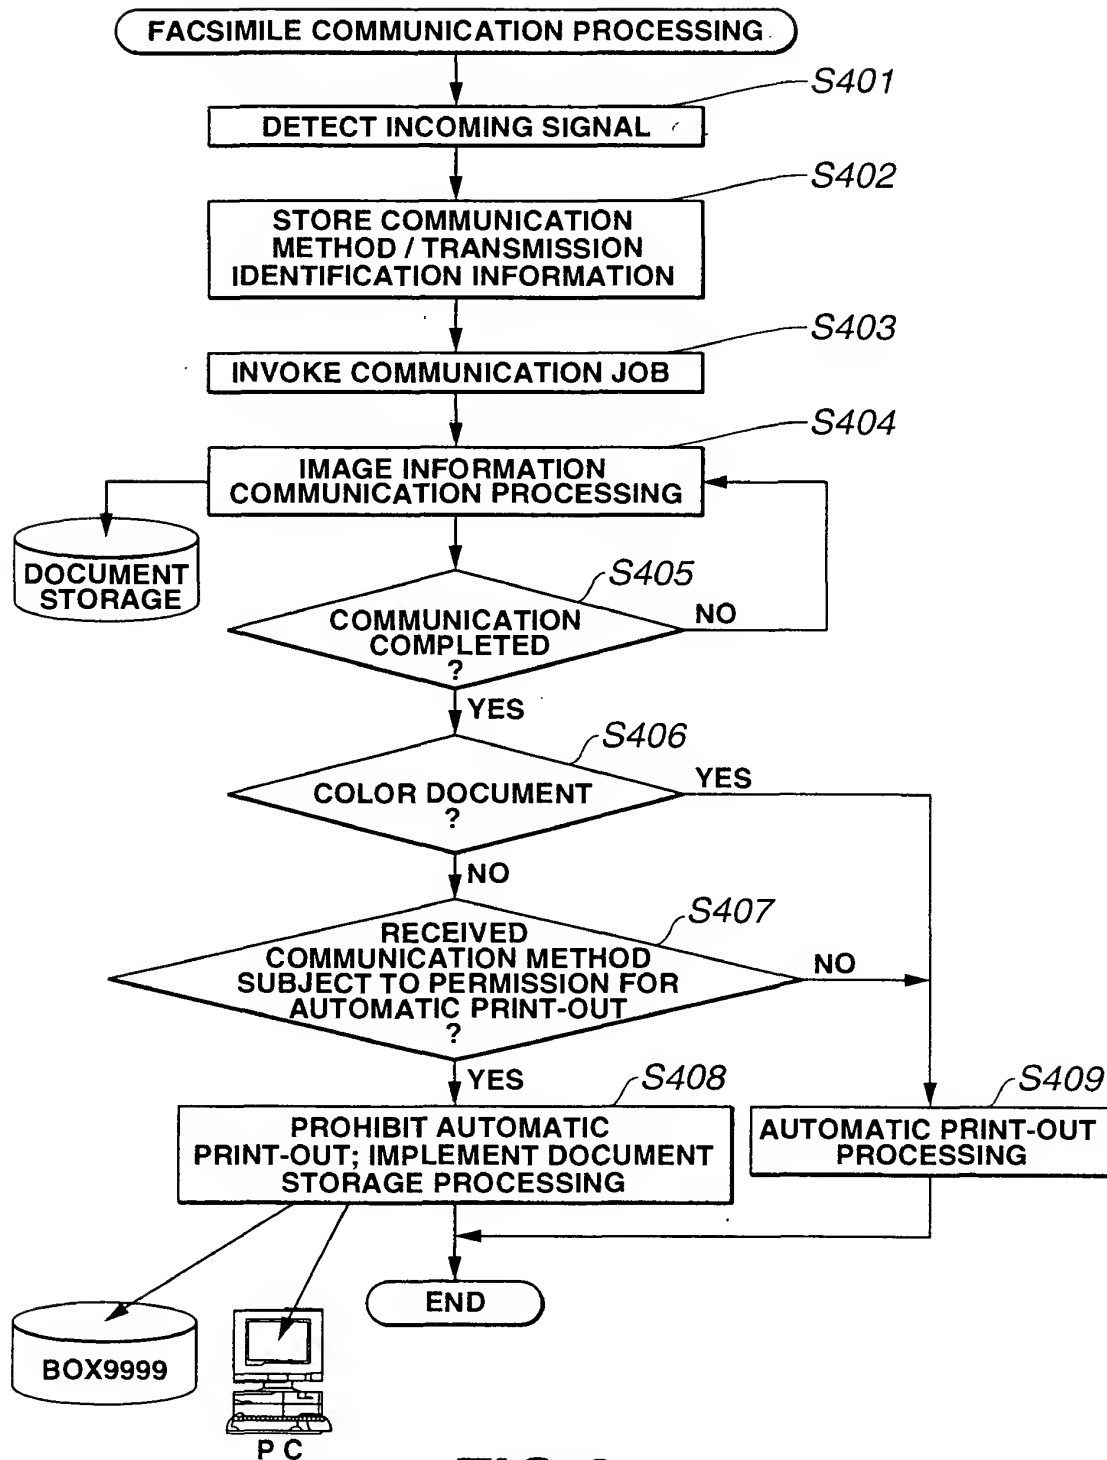 FACSIMILE COMMUNICATION PROCESSING
S401
DETECT INCOMING SIGNAL
S402
STORE COMMUNICATION
METHOD / TRANSMISSION
IDENTIFICATION INFORMATION
S403
INVOKE COMMUNICATION JOB
S404
IMAGE INFORMATION
COMMUNICATION PROCESSING
DOCUMENT
STORAGE
S405
COMMUNICATION
COMPLETED
?
NO
YES
S406
COLOR DOCUMENT
?
YES
NO
S407
RECEIVED
COMMUNICATION METHOD
SUBJECT TO PERMISSION FOR
AUTOMATIC PRINT-OUT
?
NO
YES
S408
PROHIBIT AUTOMATIC
PRINT-OUT; IMPLEMENT DOCUMENT
STORAGE PROCESSING
S409
AUTOMATIC PRINT-OUT
PROCESSING
END
BOX9999
P C